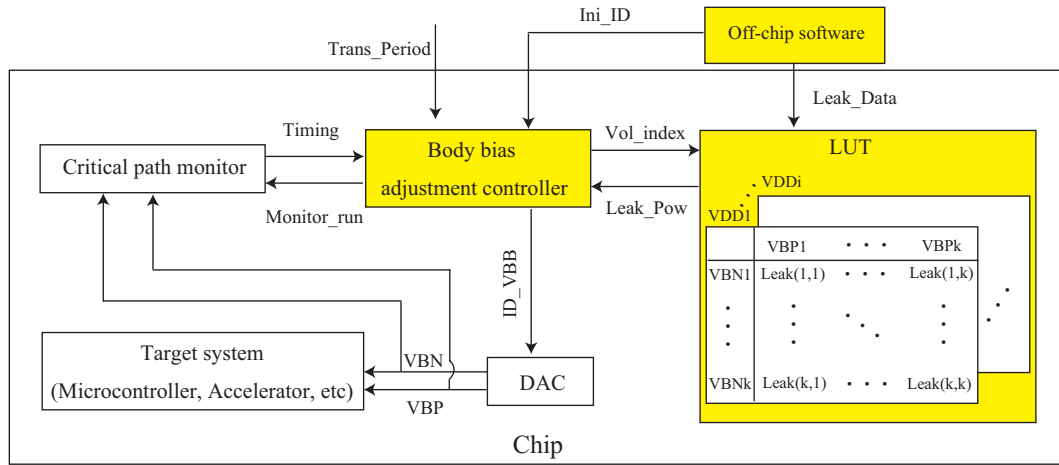 Ini_ID
Off-chip software
Trans_Period
Leak_Data
Timing
Body bias
adjustment controller
Vol_index
LUT
Critical path monitor
Monitor_run
Leak_Pow
VDDi
VDD1
VBP1 • • • VBPk
VBN1 Leak(1,1) • • • Leak(1,k)
VBNk Leak(k,1) • • • Leak(k,k)
ID_VBB
Target system
(Microcontroller, Accelerator, etc)
VBN
VBP
DAC
Chip